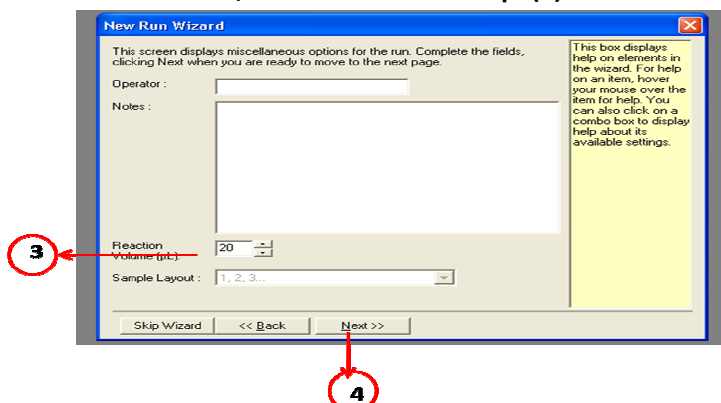 New Run Wizard
This screen displays miscellaneous options for the run. Complete the fields,
clicking Next when you are ready to move to the next page.
Operator :
Notes :
Reaction
Volume (µL):
20
Sample Layout :
1, 2, 3...
Skip Wizard
<< Back
Next >>
This box displays
help on elements in
the wizard. For help
on an item, hover
your mouse over the
item for help. You
can also click on a
combo box to display
help about its
available settings.
3
4